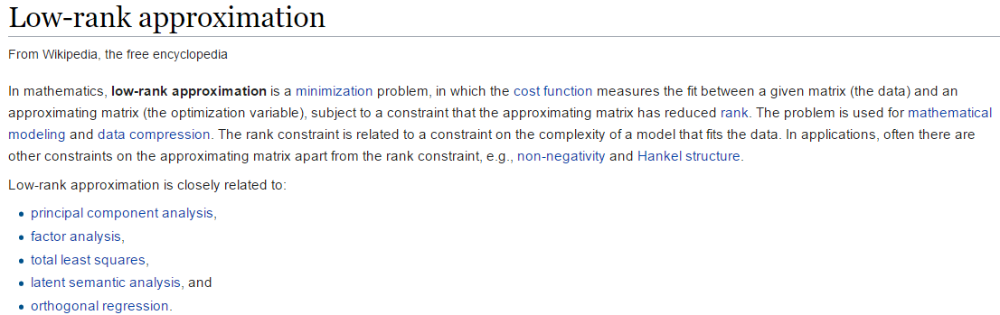 Low-rank approximation
From Wikipedia, the free encyclopedia
In mathematics, low-rank approximation is a minimization problem, in which the cost function measures the fit between a given matrix (the data) and an
approximating matrix (the optimization variable), subject to a constraint that the approximating matrix has reduced rank. The problem is used for mathematical
modeling and data compression. The rank constraint is related to a constraint on the complexity of a model that fits the data. In applications, often there are
other constraints on the approximating matrix apart from the rank constraint, e.g., non-negativity and Hankel structure.
Low-rank approximation is closely related to:
• principal component analysis,
• factor analysis,
• total least squares,
• latent semantic analysis, and
• orthogonal regression.